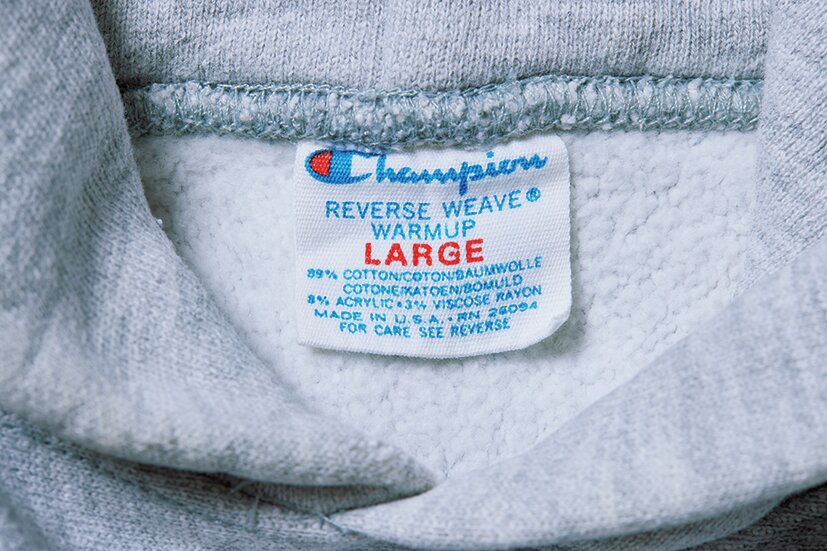 Champion
REVERSE WEAVE®
WARMUP
LARGE
89% COTTON/COTON/BAUMWOLLE
COTONE/KATOEN/BOMULD
8% ACRYLIC • 3% VISCOSE RAYON
MADE IN U.S.A. • RN 26094
FOR CARE SEE REVERSE